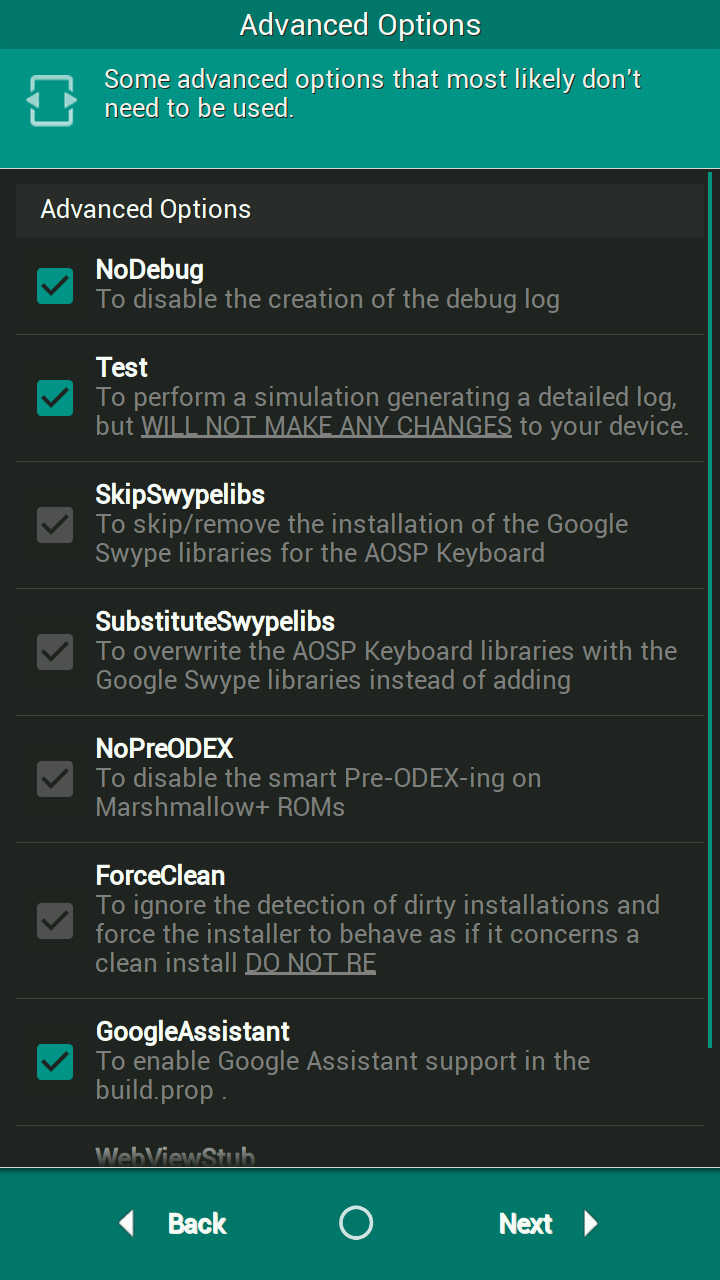 Advanced Options
Some advanced options that most likely don't
need to be used.
Advanced Options
NoDebug
To disable the creation of the debug log
Test
To perform a simulation generating a detailed log,
but WILL NOT MAKE ANY CHANGES to your device.
SkipSwypelibs
To skip/remove the installation of the Google
Swype libraries for the AOSP Keyboard
SubstituteSwypelibs
To overwrite the AOSP Keyboard libraries with the
Google Swype libraries instead of adding
NoPreODEX
To disable the smart Pre-ODEX-ing on
Marshmallow+ ROMs
ForceClean
To ignore the detection of dirty installations and
force the installer to behave as if it concerns a
clean install DO NOT RE
GoogleAssistant
To enable Google Assistant support in the
build.prop .
WebViewStub
Back
Next